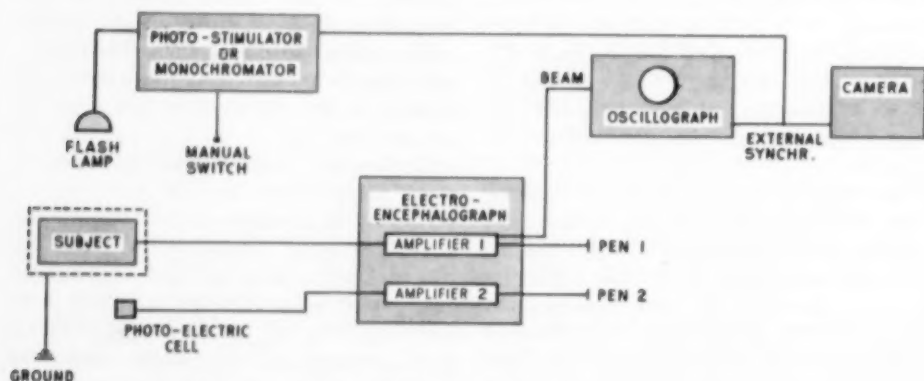 PHOTO-STIMULATOR
OR
MONOCHROMATOR
BEAM
OSCILLOGRAPH
CAMERA
FLASH
LAMP
MANUAL
SWITCH
EXTERNAL
SYNCHR.
ELECTRO-
ENCEPHALOGRAPH
SUBJECT
AMPLIFIER 1
PEN 1
AMPLIFIER 2
PEN 2
PHOTO-ELECTRIC
CELL
GROUND